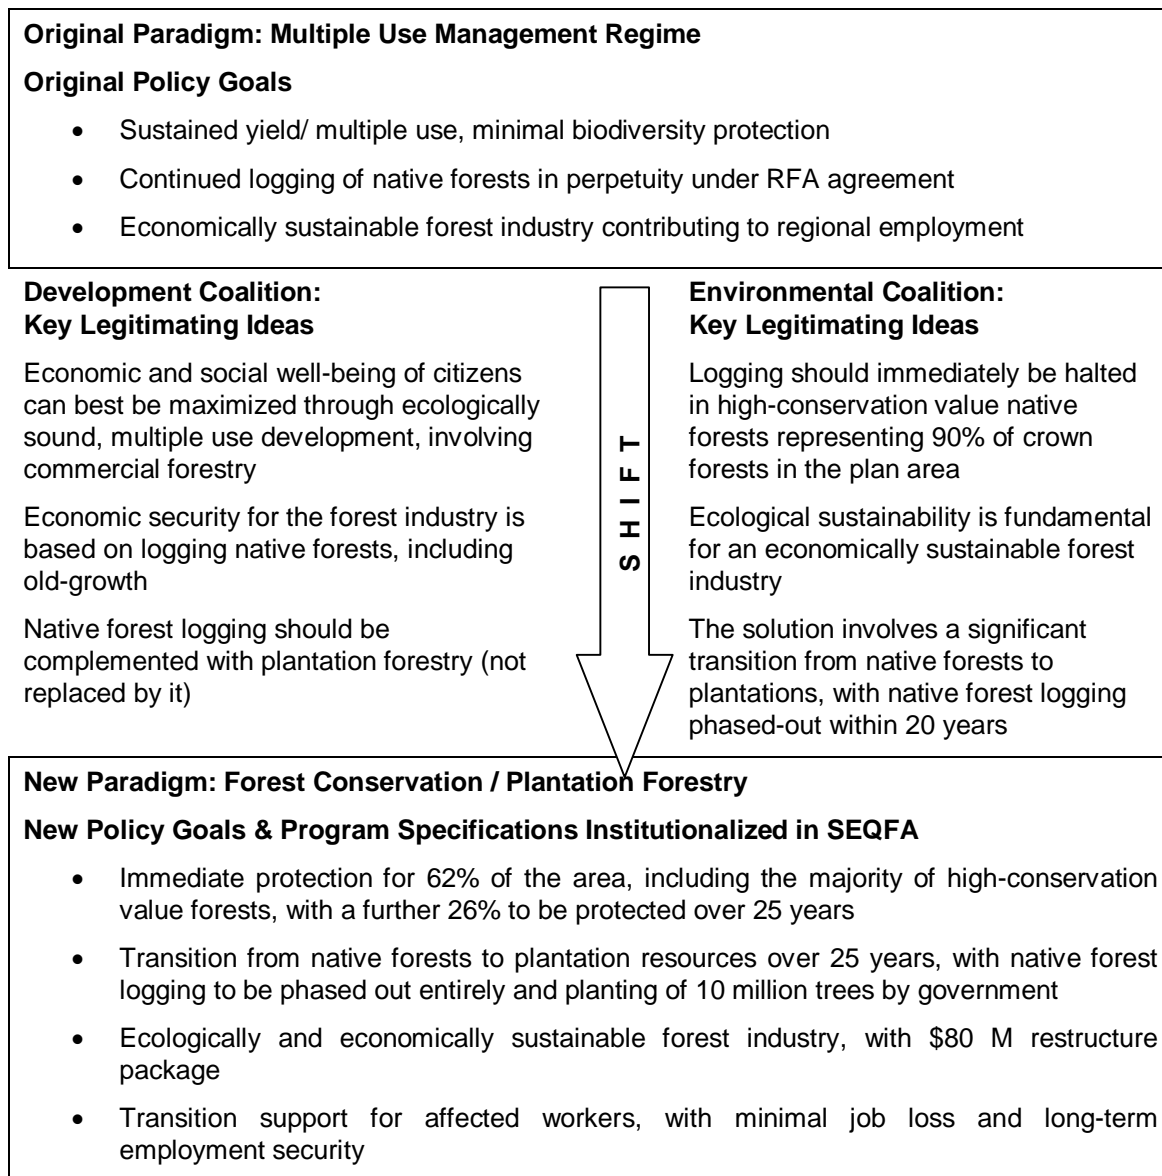 Original Paradigm: Multiple Use Management Regime
Original Policy Goals
• Sustained yield/ multiple use, minimal biodiversity protection
• Continued logging of native forests in perpetuity under RFA agreement
• Economically sustainable forest industry contributing to regional employment
Development Coalition:
Key Legitimating Ideas
Economic and social well-being of citizens
can best be maximized through ecologically
sound, multiple use development, involving
commercial forestry
Economic security for the forest industry is
based on logging native forests, including
old-growth
Native forest logging should be
complemented with plantation forestry (not
replaced by it)
SHIFT
Environmental Coalition:
Key Legitimating Ideas
Logging should immediately be halted
in high-conservation value native
forests representing 90% of crown
forests in the plan area
Ecological sustainability is fundamental
for an economically sustainable forest
industry
The solution involves a significant
transition from native forests to
plantations, with native forest logging
phased-out within 20 years
New Paradigm: Forest Conservation / Plantation Forestry
New Policy Goals & Program Specifications Institutionalized in SEQFA
• Immediate protection for 62% of the area, including the majority of high-conservation
value forests, with a further 26% to be protected over 25 years
• Transition from native forests to plantation resources over 25 years, with native forest
logging to be phased out entirely and planting of 10 million trees by government
• Ecologically and economically sustainable forest industry, with $80 M restructure
package
• Transition support for affected workers, with minimal job loss and long-term
employment security